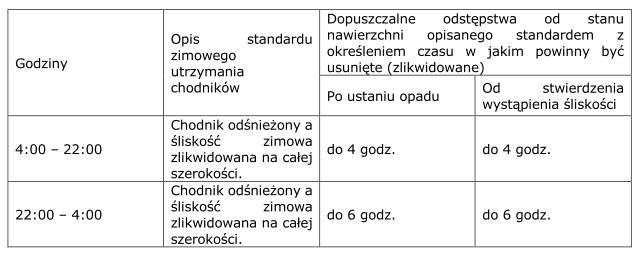 Godziny
Opis standardu
zimowego
utrzymania
chodników
Dopuszczalne odstępstwa od stanu
nawierzchni opisanego standardem z
określeniem czasu w jakim powinny być
usunięte (zlikwidowane)
Po ustaniu opadu
Od stwierdzenia
wystąpienia śliskości
4:00 – 22:00
Chodnik odśnieżony a
śliskość zimowa
zlikwidowana na całej
szerokości.
do 4 godz.
do 4 godz.
22:00 – 4:00
Chodnik odśnieżony a
śliskość zimowa
zlikwidowana na całej
szerokości.
do 6 godz.
do 6 godz.